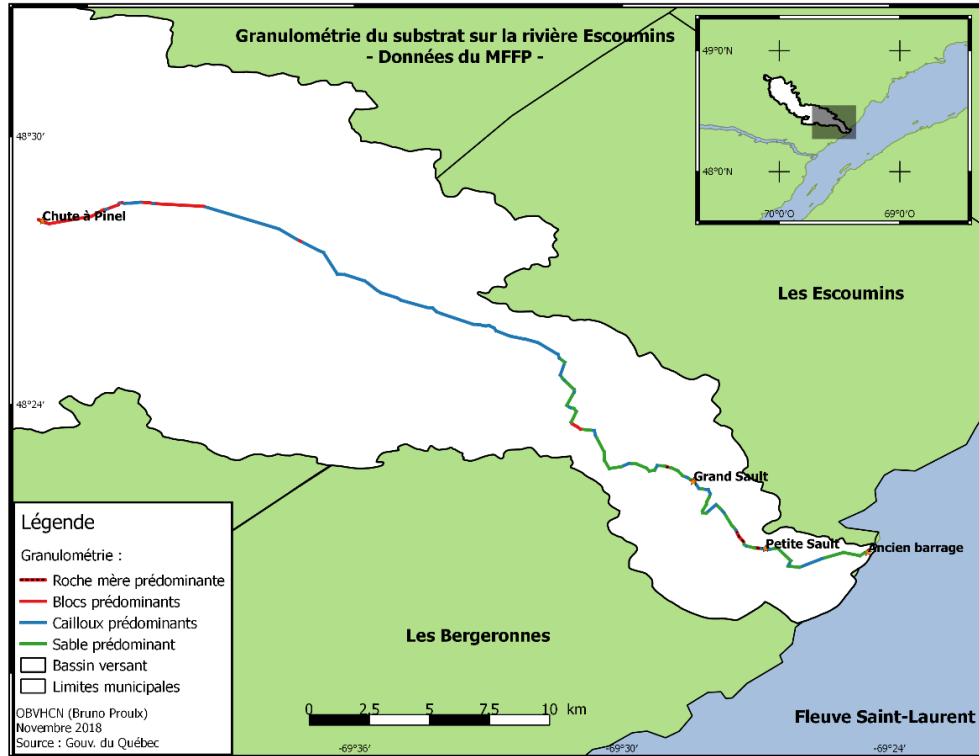 Granulométrie du substrat sur la rivière Escoumins
- Données du MFFP -
49°0'N
48°0'N
-70°0'O
69°0'O
48°30'
48°24'
Chute à Pinel
Les Escoumins
Grand Sault
Petite Sault
Ancien barrage
Les Bergeronnes
Fleuve Saint-Laurent
Légende
Granulométrie :
Roche mère prédominante
Blocs prédominants
Cailloux prédominants
Sable prédominant
Bassin versant
Limites municipales
OBVHCN (Bruno Proulx)
Novembre 2018
Source : Gouv. du Québec
0 2,5 5 7,5 10 km
-69°36'
-69°30'
-69°24'